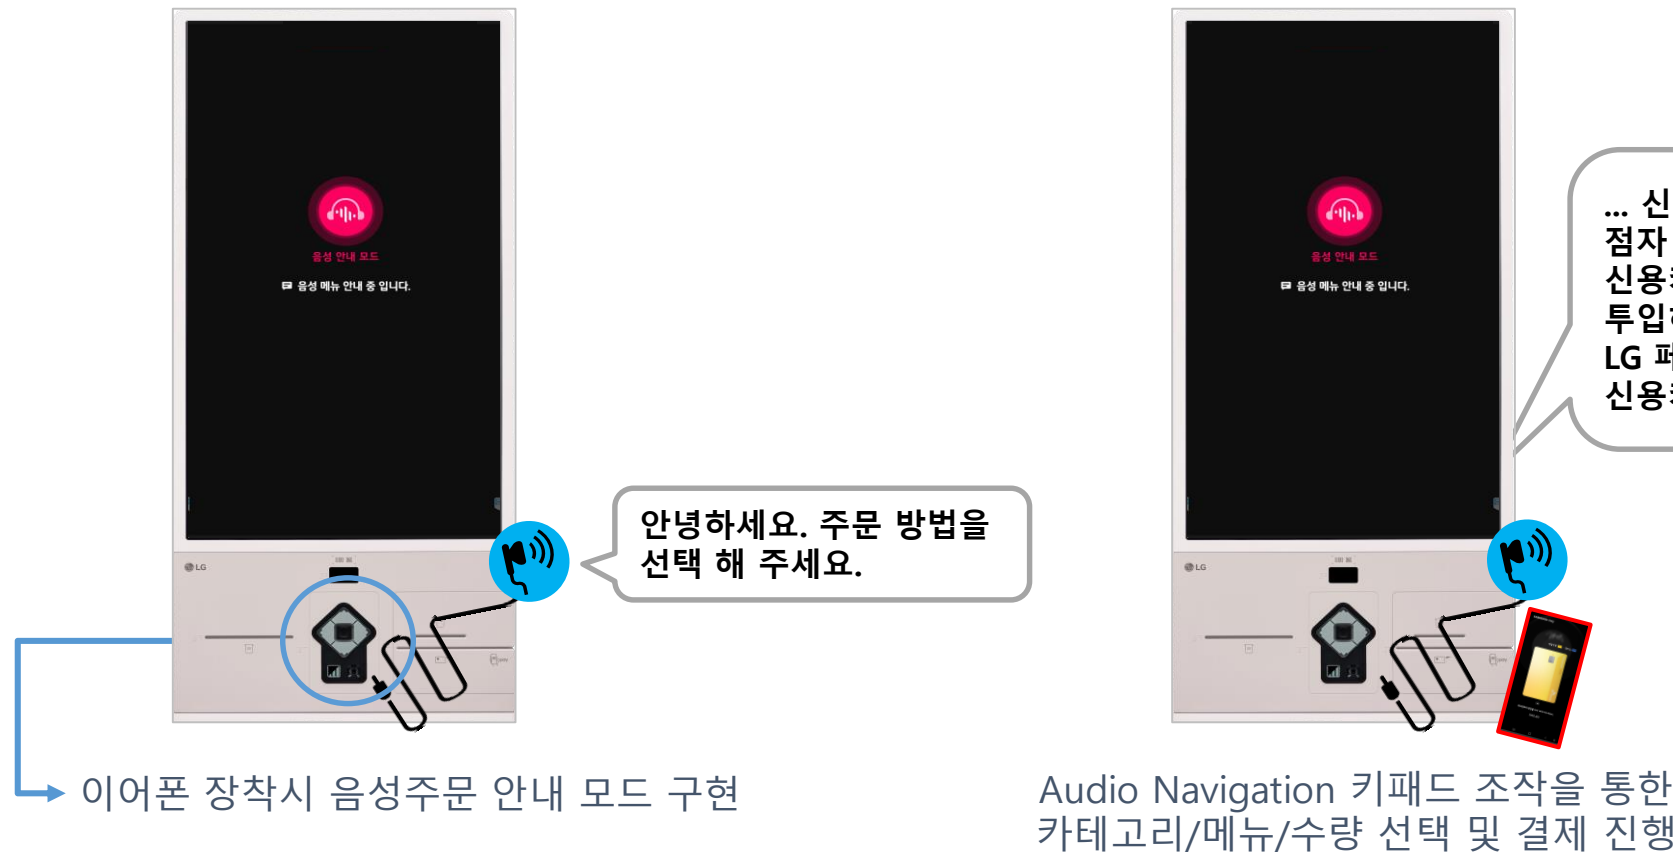 음성 안내 모드
음성 메뉴 안내 중 입니다.
LG
안녕하세요. 주문 방법을
선택 해 주세요.
이어폰 장착시 음성주문 안내 모드 구현
음성 안내 모드
음성 메뉴 안내 중 입니다.
LG
... 신
점자
신용
투입
LG 페
신용
Audio Navigation 키패드 조작을 통한
카테고리/메뉴/수량 선택 및 결제 진행